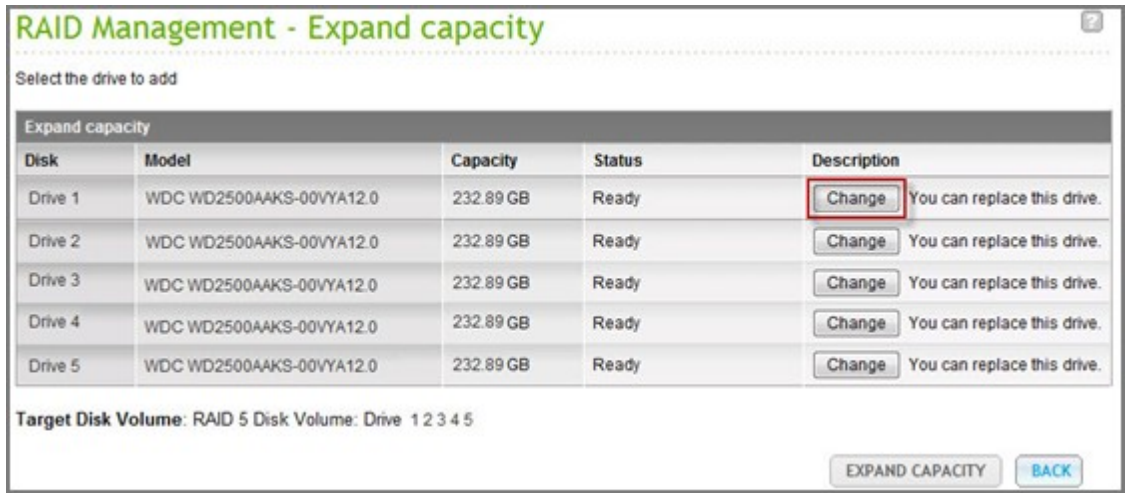 RAID Management - Expand capacity ?
Select the drive to add
Expand capacity
Disk Model Capacity Status Description
Drive 1 WDC WD2500AAKS-00VYA12.0 232.89 GB Ready Change You can replace this drive.
Drive 2 WDC WD2500AAKS-00VYA12.0 232.89 GB Ready Change You can replace this drive.
Drive 3 WDC WD2500AAKS-00VYA12.0 232.89 GB Ready Change You can replace this drive.
Drive 4 WDC WD2500AAKS-00VYA12.0 232.89 GB Ready Change You can replace this drive.
Drive 5 WDC WD2500AAKS-00VYA12.0 232.89 GB Ready Change You can replace this drive.
Target Disk Volume: RAID 5 Disk Volume: Drive 1 2 3 4 5
EXPAND CAPACITY BACK